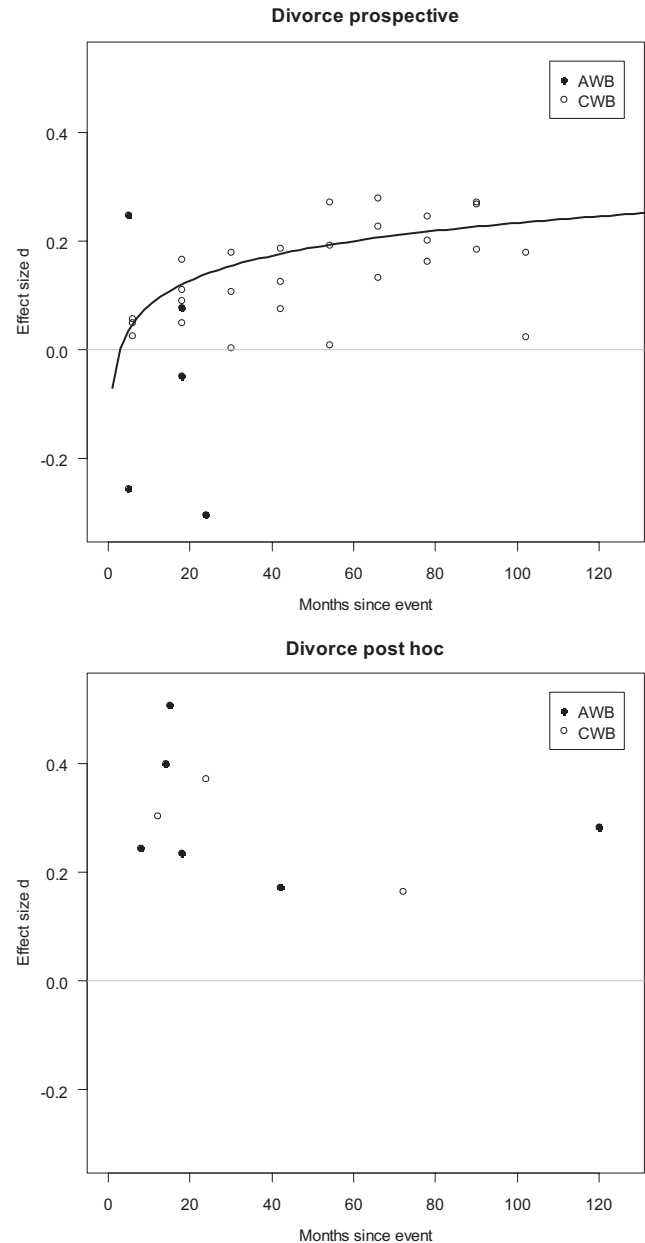 Divorce prospective
AWB
CWB
0.4
0.2
0.0
-0.2
Effect size d
0 20 40 60 80 100 120
Months since event
Divorce post hoc
AWB
CWB
0.4
0.2
0.0
-0.2
Effect size d
0 20 40 60 80 100 120
Months since event